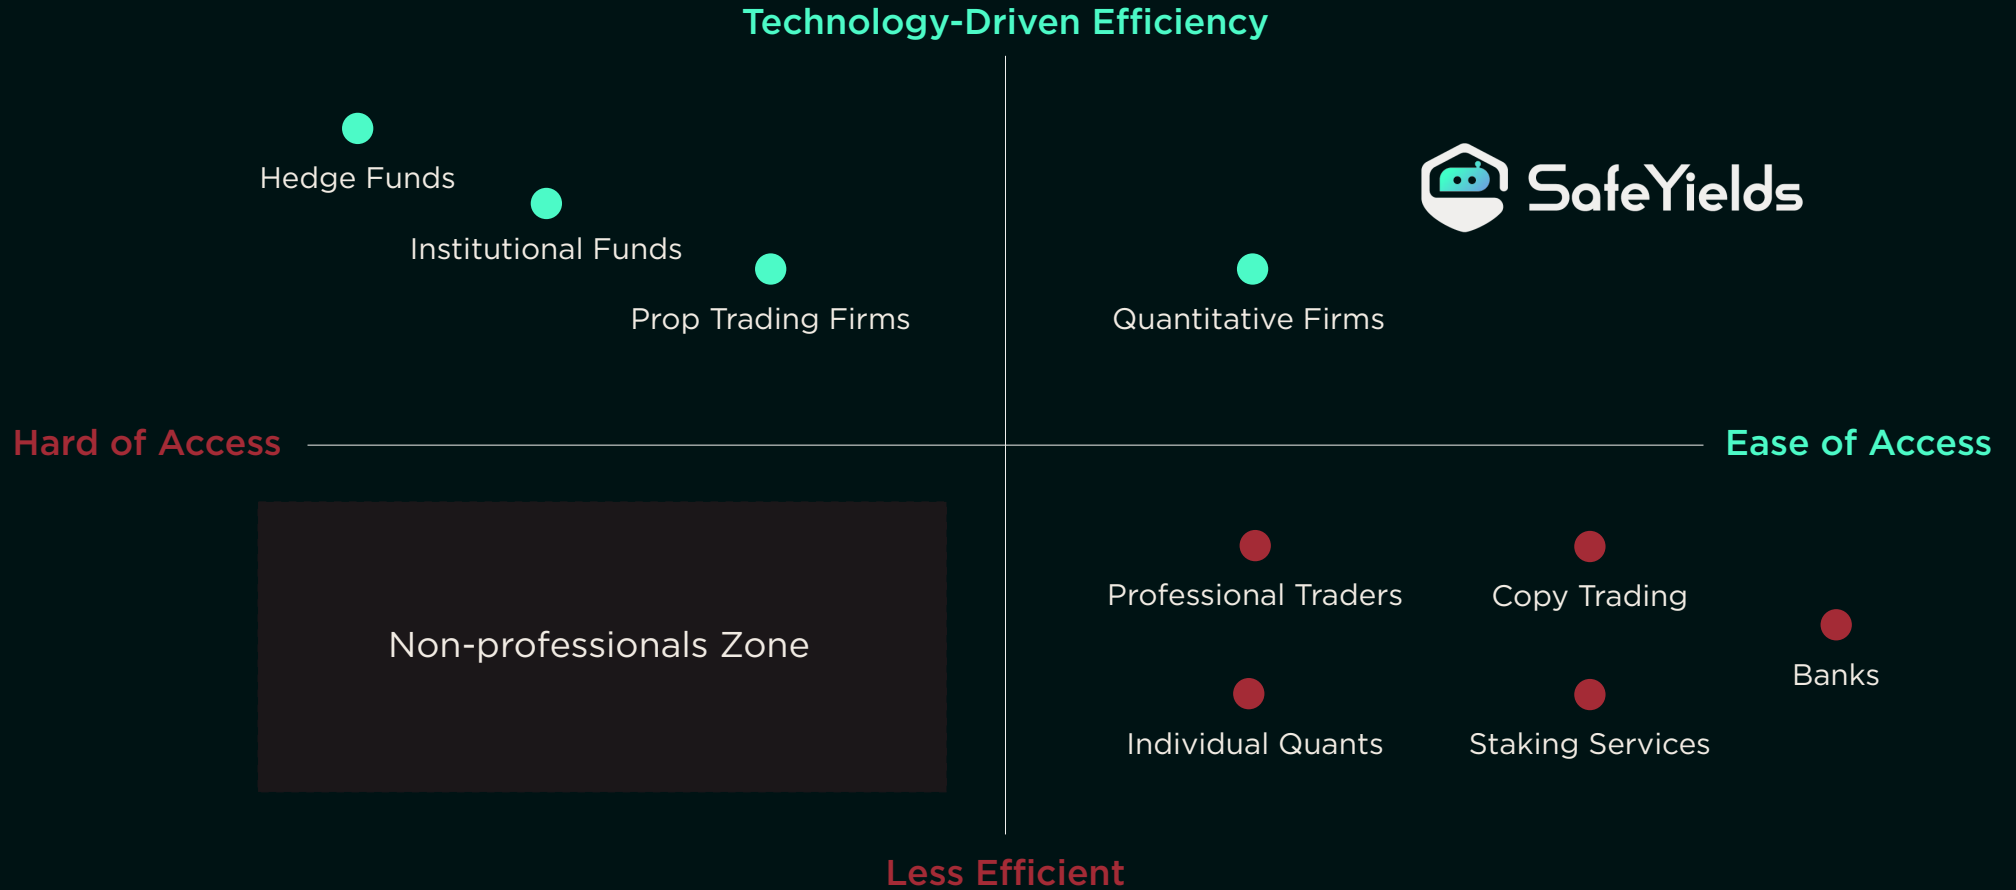 Technology-Driven Efficiency
Hedge Funds
Institutional Funds
Prop Trading Firms
SafeYields
Quantitative Firms
Hard of Access
Ease of Access
Non-professionals Zone
Professional Traders
Copy Trading
Banks
Individual Quants
Staking Services
Less Efficient